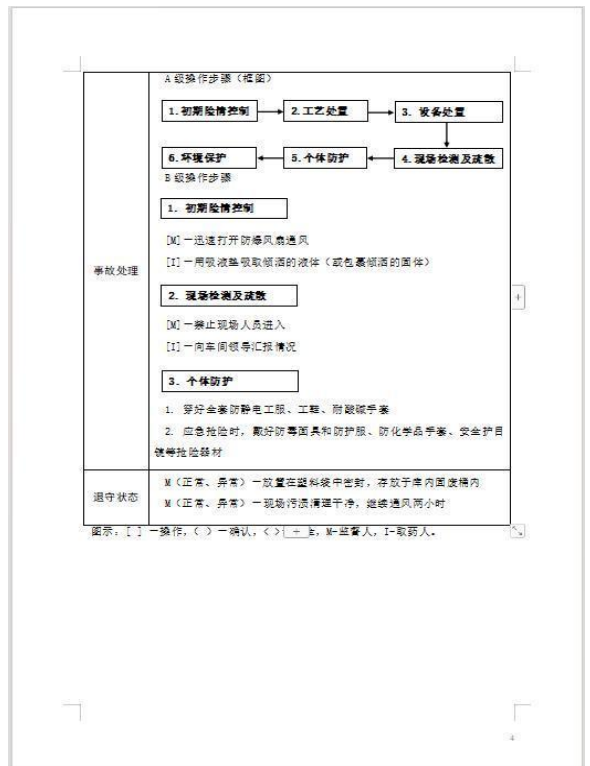 A 级操作步骤（框图）
1.初期险情控制
2.工艺处置
3. 设备处置
6.环境保护
5.个体防护
4.现场检测及疏散
B 级操作步骤
1. 初期险情控制
[M]—迅速打开防爆风扇通风
[I]—用吸液垫吸取倾洒的液体（或包裹倾洒的固体）
事故处理
2. 现场检测及疏散
[M]—禁止现场人员进入
[I]—向车间领导汇报情况
3. 个体防护
1. 穿好全套防静电工服、工鞋、耐酸碱手套
2. 应急抢险时，戴好防毒面具和防护服、防化学品手套、安全护目
镜等抢险器材
退守状态
M（正常、异常）—放置在塑料袋中密封，存放于库内固废桶内
M（正常、异常）—现场污渍清理干净，继续通风两小时
图示：[ ] —操作，( ) —确认，< > 全，M—监督人，I-取药人。
4